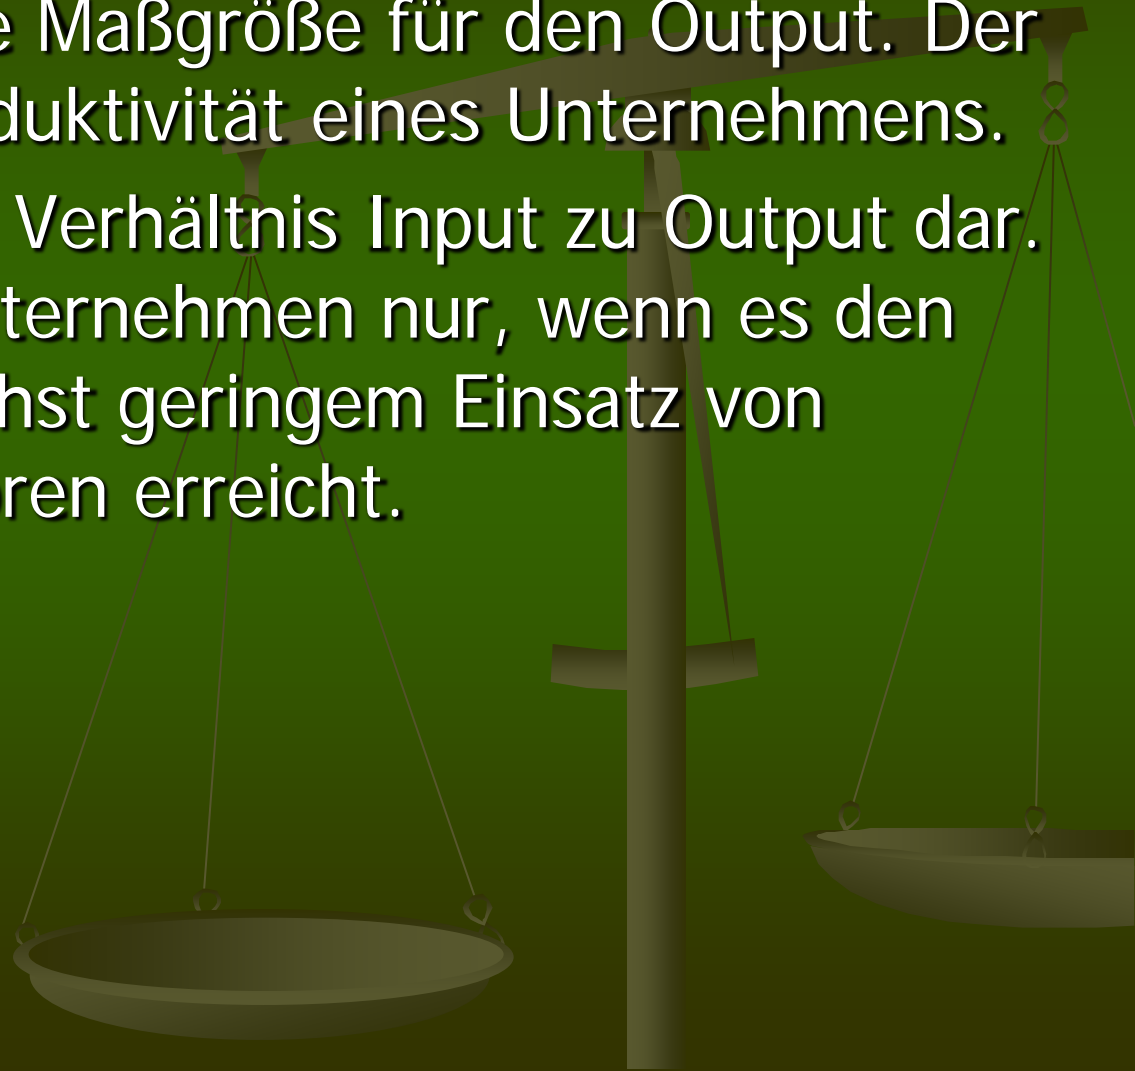 e Maßgröße für den Output. Der
duktivität eines Unternehmens.
Verhältnis Input zu Output dar.
ternehmen nur, wenn es den
hst geringem Einsatz von
ren erreicht.